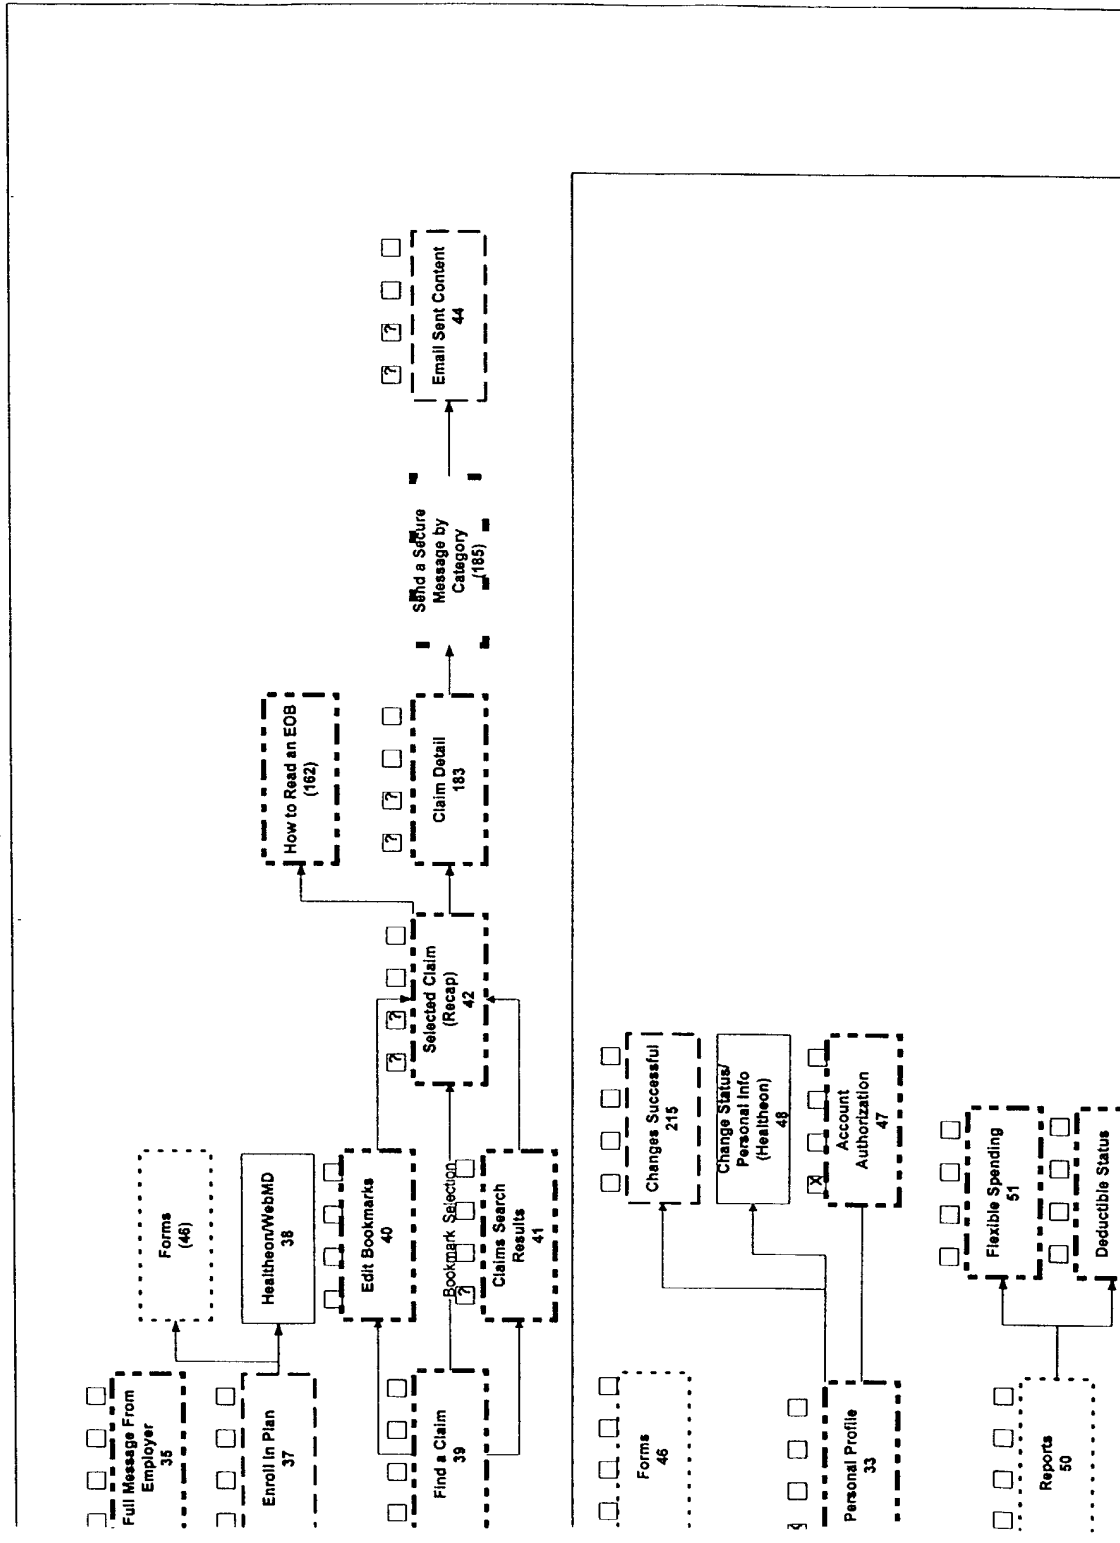 Full Message From
Employer
35
Enroll In Plan
37
Forms
(46)
Healtheon/WebMD
38
Find a Claim
39
Edit Bookmarks
40
Bookmark Selection
?
Claims Search
Results
41
? ?
Selected Claim
(Recap)
42
How to Read an EOB
(162)
? ?
Claim Detail
183
Send a Secure
Message by
Category
(185)
? ?
Email Sent Content
44
Forms
46
Personal Profile
33
Changes Successful
215
Change Status/
Personal Info
(Healtheon)
48
X
Account
Authorization
47
Reports
50
Flexible Spending
51
Deductible Status